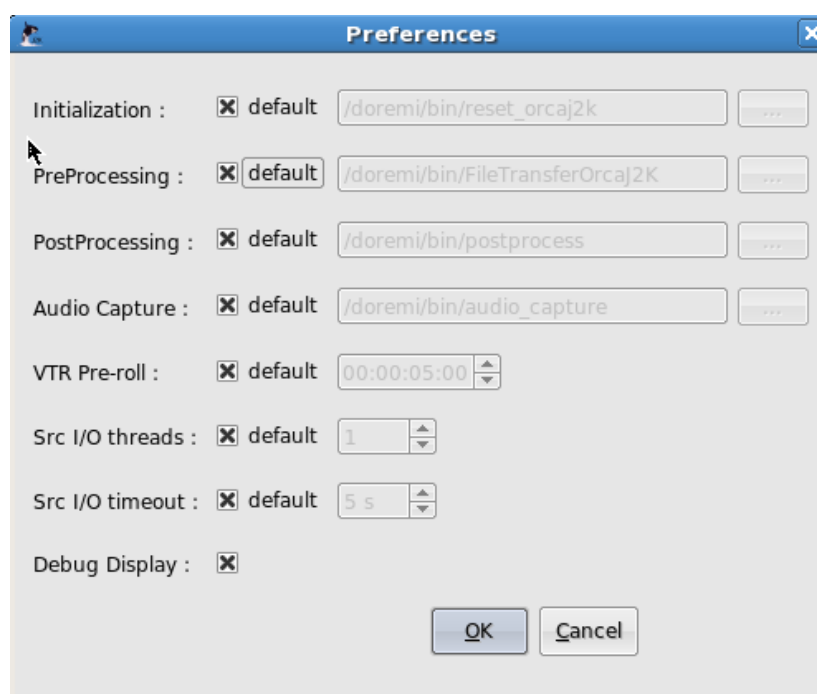 Preferences
Initialization : default /doremi/bin/reset_orcaj2k ...
PreProcessing : default /doremi/bin/FileTransferOrcaJ2K ...
PostProcessing : default /doremi/bin/postprocess ...
Audio Capture : default /doremi/bin/audio_capture ...
VTR Pre-roll : default 00:00:05:00
Src I/O threads : default 1
Src I/O timeout : default 5 s
Debug Display :
OK Cancel